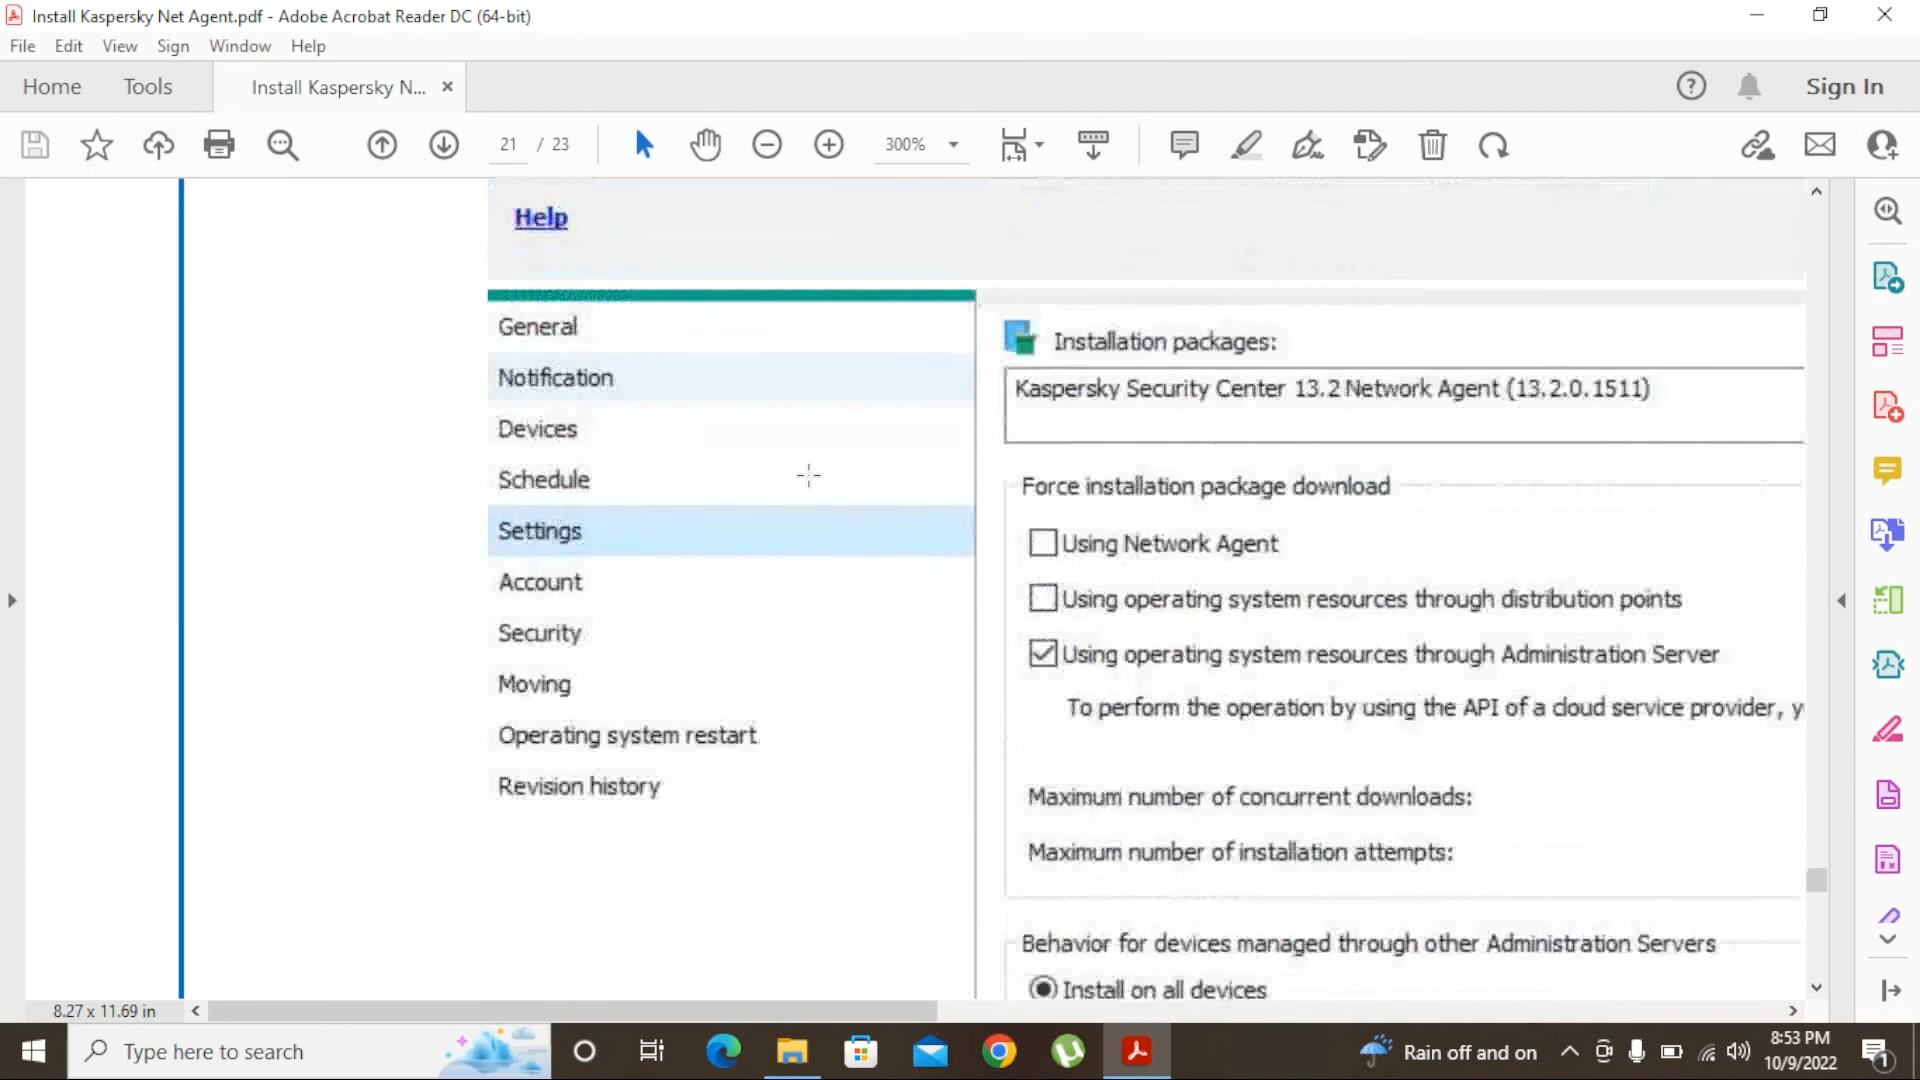 Install Kaspersky Net Agent.pdf - Adobe Acrobat Reader DC (64-bit)
File Edit View Sign Window Help
Home Tools Install Kaspersky N... Sign In
21 / 23 300%
Help
General
Notification
Devices
Schedule
Settings
Account
Security
Moving
Operating system restart
Revision history
Installation packages:
Kaspersky Security Center 13.2 Network Agent (13.2.0.1511)
Force installation package download
Using Network Agent
Using operating system resources through distribution points
Using operating system resources through Administration Server
To perform the operation by using the API of a cloud service provider, y
Maximum number of concurrent downloads:
Maximum number of installation attempts:
Behavior for devices managed through other Administration Servers
Install on all devices
8.27 x 11.69 in
Type here to search
Rain off and on
8:53 PM
10/9/2022
1